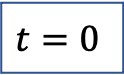 t = 0